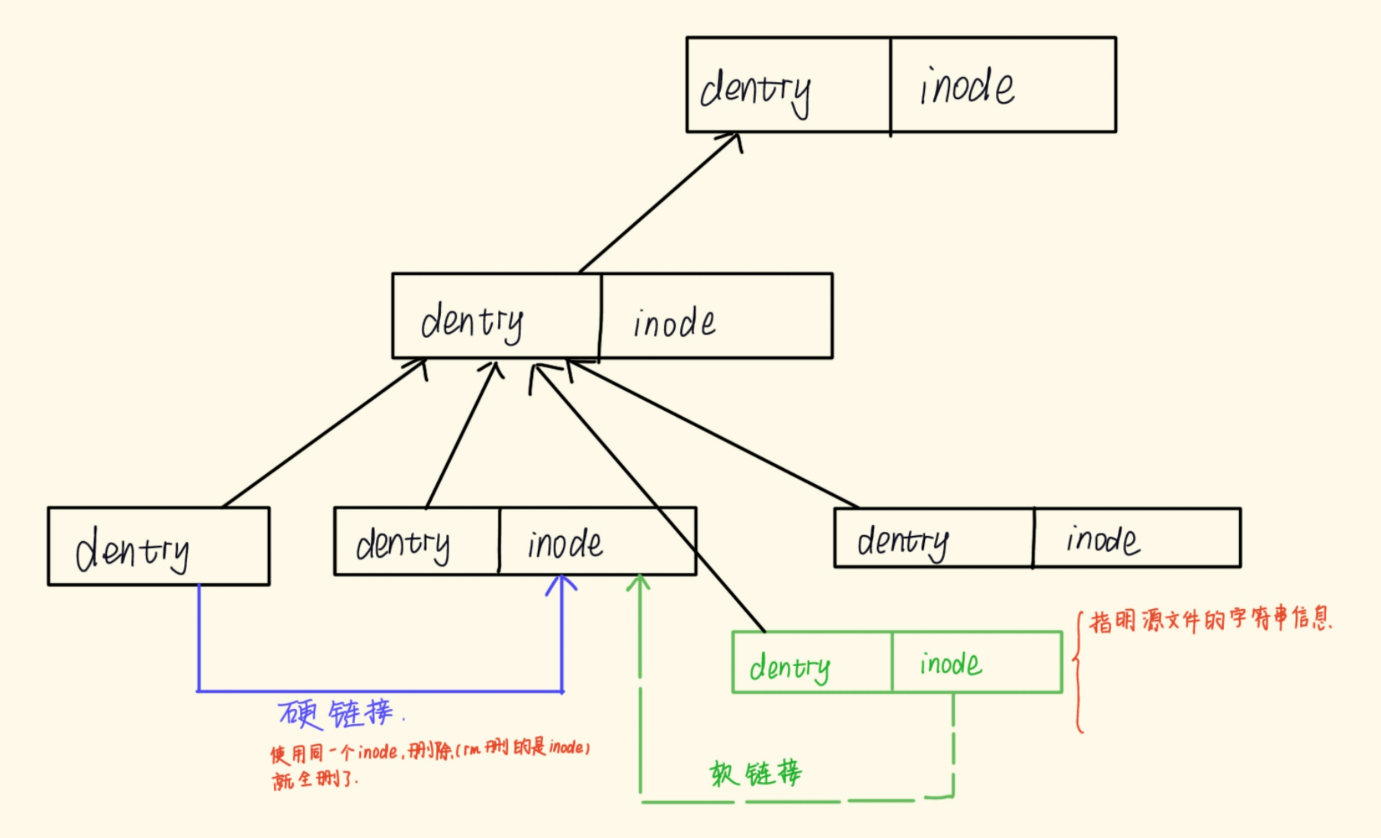 dentry inode
dentry inode
dentry
dentry inode
dentry inode
指明源文件的字符串信息.
dentry inode
硬链接.
使用同一个inode,删除(rm删的是inode)
就全删了.
软链接